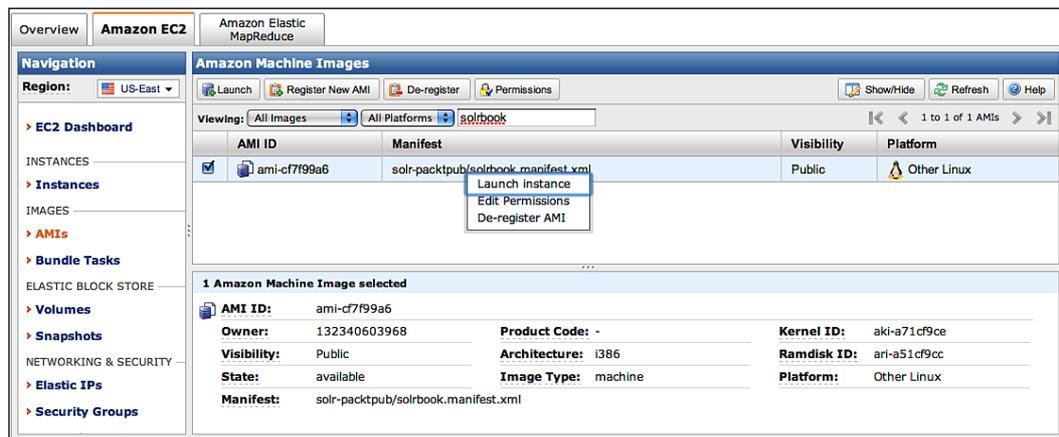 Overview
Amazon EC2
Amazon Elastic
MapReduce
Navigation
Region:
US-East
EC2 Dashboard
INSTANCES
Instances
IMAGES
AMIs
Bundle Tasks
ELASTIC BLOCK STORE
Volumes
Snapshots
NETWORKING & SECURITY
Elastic IPs
Security Groups
Amazon Machine Images
Launch
Register New AMI
De-register
Permissions
Show/Hide
Refresh
Help
Viewing: All Images All Platforms solrbook
1 to 1 of 1 AMIs
AMI ID Manifest Visibility Platform
ami-cf7f99a6 solr-packtpub/solrbook.manifest.xml Public Other Linux
Launch instance
Edit Permissions
De-register AMI
1 Amazon Machine Image selected
AMI ID: ami-cf7f99a6
Owner: 132340603968 Product Code: - Kernel ID: aki-a71cf9ce
Visibility: Public Architecture: i386 Ramdisk ID: ari-a51cf9cc
State: available Image Type: machine Platform: Other Linux
Manifest: solr-packtpub/solrbook.manifest.xml